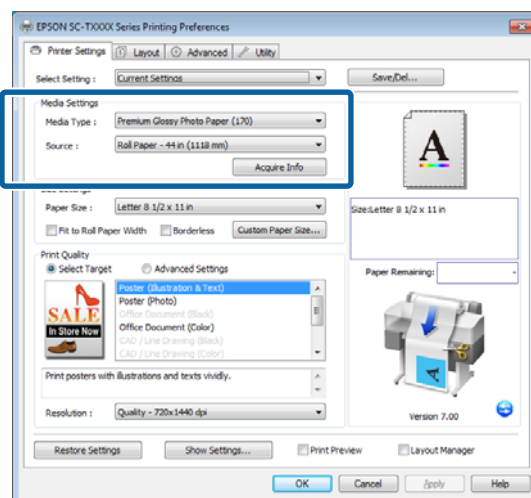 EPSON SC-TXXXX Series Printing Preferences
Printer Settings Layout Advanced Utility
Select Setting : Current Settings Save/Del...
Media Settings
Media Type : Premium Glossy Photo Paper (170)
Source : Roll Paper - 44 in (1118 mm)
Acquire Info
A
Size Settings
Paper Size : Letter 8 1/2 x 11 in
Size:Letter 8 1/2 x 11 in
Fit to Roll Paper Width Borderless Custom Paper Size...
Print Quality
Select Target Advanced Settings
Paper Remaining: -
SALE
In Store Now
Poster (Illustration & Text)
Poster (Photo)
Office Document (Black)
Office Document (Color)
CAD / Line Drawing (Black)
CAD / Line Drawing (Color)
A
Print posters with illustrations and texts vividly.
Resolution : Quality - 720x1440 dpi
Version 7.00
Restore Settings Show Settings... Print Preview Layout Manager
OK Cancel Apply Help